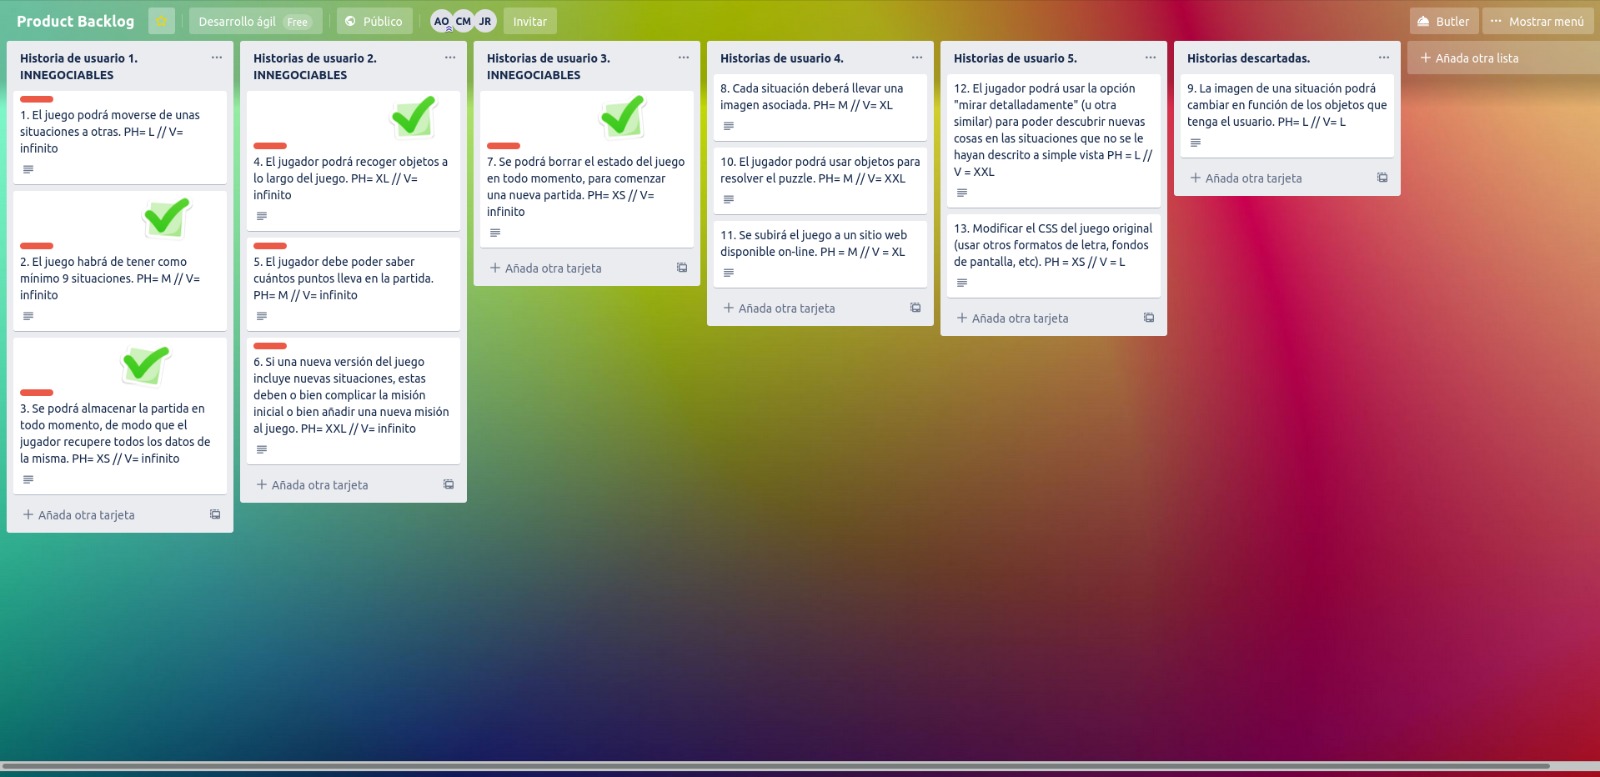 Product Backlog
Desarrollo ágil Free
Público
AO CM JR
Invitar
Butler
Mostrar menú
Historia de usuario 1.
INNEGOCIABLES
1. El juego podrá moverse de unas
situaciones a otras. PH= L // V=
infinito
2. El juego habrá de tener como
mínimo 9 situaciones. PH= M // V=
infinito
3. Se podrá almacenar la partida en
todo momento, de modo que el
jugador recupere todos los datos de
la misma. PH= XS // V= infinito
+ Añada otra tarjeta
Historias de usuario 2.
INNEGOCIABLES
4. El jugador podrá recoger objetos a
lo largo del juego. PH= XL // V=
infinito
5. El jugador debe poder saber
cuántos puntos lleva en la partida.
PH= M // V= infinito
6. Si una nueva versión del juego
incluye nuevas situaciones, estas
deben o bien complicar la misión
inicial o bien añadir una nueva misión
al juego. PH= XXL // V= infinito
+ Añada otra tarjeta
Historias de usuario 3.
INNEGOCIABLES
7. Se podrá borrar el estado del juego
en todo momento, para comenzar
una nueva partida. PH= XS // V=
infinito
+ Añada otra tarjeta
Historias de usuario 4.
8. Cada situación deberá llevar una
imagen asociada. PH= M // V= XL
10. El jugador podrá usar objetos para
resolver el puzzle. PH= M // V= XXL
11. Se subirá el juego a un sitio web
disponible on-line. PH = M // V = XL
+ Añada otra tarjeta
Historias de usuario 5.
12. El jugador podrá usar la opción
"mirar detalladamente" (u otra
similar) para poder descubrir nuevas
cosas en las situaciones que no se le
hayan descrito a simple vista PH = L //
V = XXL
13. Modificar el CSS del juego original
(usar otros formatos de letra, fondos
de pantalla, etc). PH = XS // V = L
+ Añada otra tarjeta
Historias descartadas.
9. La imagen de una situación podrá
cambiar en función de los objetos que
tenga el usuario. PH= L // V= L
+ Añada otra tarjeta
+ Añada otra lista